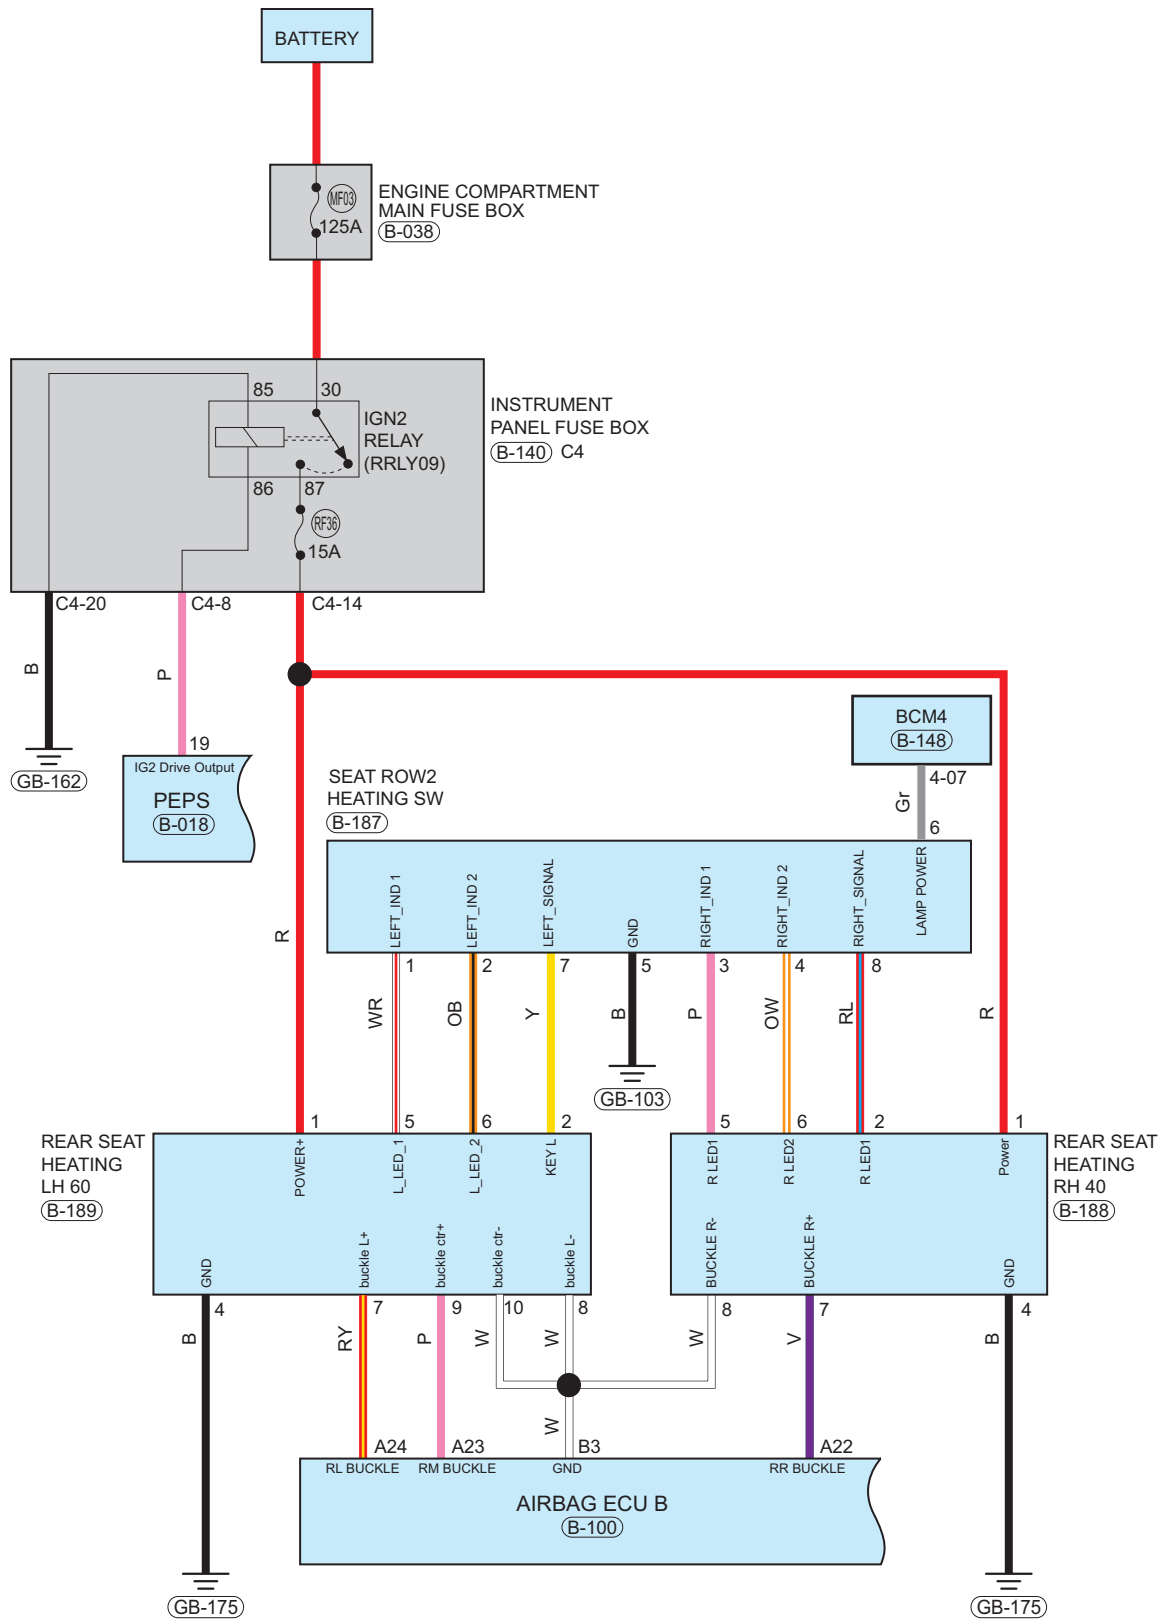 BATTERY
MF03
125A
ENGINE COMPARTMENT
MAIN FUSE BOX
B-038
85
30
IGN2
RELAY
(RRLY09)
86
87
RF36
15A
INSTRUMENT
PANEL FUSE BOX
B-140 C4
C4-20
C4-8
C4-14
B
P
19
GB-162
IG2 Drive Output
PEPS
B-018
BCM4
B-148
4-07
Gr
6
SEAT ROW2
HEATING SW
B-187
LEFT_IND 1
LEFT_IND 2
LEFT_SIGNAL
GND
RIGHT_IND 1
RIGHT_IND 2
RIGHT_SIGNAL
LAMP POWER
R
1
2
7
5
3
4
8
WR
OB
Y
B
P
OW
RL
R
GB-103
1
5
6
2
5
6
2
1
REAR SEAT
HEATING
LH 60
B-189
POWER+
L_LED_1
L_LED_2
KEY L
GND
buckle L+
buckle ctr+
buckle ctr-
buckle L-
R LED1
R LED2
R LED1
Power
BUCKLE R-
BUCKLE R+
GND
REAR SEAT
HEATING
RH 40
B-188
4
7
9
10
8
8
7
4
B
RY
P
W
W
W
V
B
W
A24
A23
B3
A22
RL BUCKLE
RM BUCKLE
GND
RR BUCKLE
AIRBAG ECU B
B-100
GB-175
GB-175